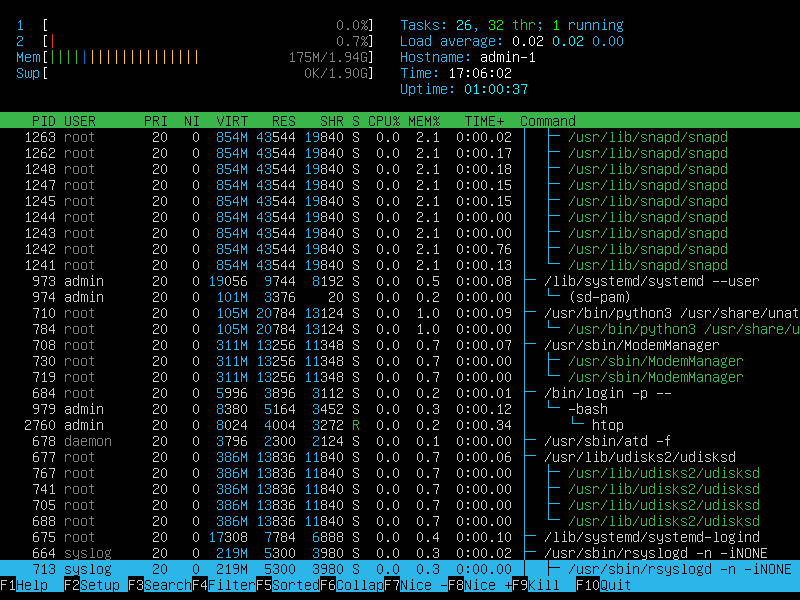 1 [ 0.0%] Tasks: 26, 32 thr; 1 running
2 [| 0.7%] Load average: 0.02 0.02 0.00
Mem[||||||||||||||||||| 175M/1.94G] Hostname: admin-1
Swp[ 0K/1.90G] Time: 17:06:02
Uptime: 01:00:37
PID USER PRI NI VIRT RES SHR S CPU% MEM% TIME+ Command
1263 root 20 0 854M 43544 19840 S 0.0 2.1 0:00.02 │ ├─ /usr/lib/snapd/snapd
1262 root 20 0 854M 43544 19840 S 0.0 2.1 0:00.17 │ ├─ /usr/lib/snapd/snapd
1248 root 20 0 854M 43544 19840 S 0.0 2.1 0:00.18 │ ├─ /usr/lib/snapd/snapd
1247 root 20 0 854M 43544 19840 S 0.0 2.1 0:00.15 │ ├─ /usr/lib/snapd/snapd
1245 root 20 0 854M 43544 19840 S 0.0 2.1 0:00.15 │ ├─ /usr/lib/snapd/snapd
1244 root 20 0 854M 43544 19840 S 0.0 2.1 0:00.00 │ ├─ /usr/lib/snapd/snapd
1243 root 20 0 854M 43544 19840 S 0.0 2.1 0:00.00 │ ├─ /usr/lib/snapd/snapd
1242 root 20 0 854M 43544 19840 S 0.0 2.1 0:00.76 │ ├─ /usr/lib/snapd/snapd
1241 root 20 0 854M 43544 19840 S 0.0 2.1 0:00.13 │ └─ /usr/lib/snapd/snapd
973 admin 20 0 19056 9744 8192 S 0.0 0.5 0:00.08 ├─ /lib/systemd/systemd --user
974 admin 20 0 101M 3376 20 S 0.0 0.2 0:00.00 │ └─ (sd-pam)
710 root 20 0 105M 20784 13124 S 0.0 1.0 0:00.09 ├─ /usr/bin/python3 /usr/share/unat
784 root 20 0 105M 20784 13124 S 0.0 1.0 0:00.00 │ └─ /usr/bin/python3 /usr/share/u
708 root 20 0 311M 13256 11348 S 0.0 0.7 0:00.07 ├─ /usr/sbin/ModemManager
730 root 20 0 311M 13256 11348 S 0.0 0.7 0:00.00 │ ├─ /usr/sbin/ModemManager
719 root 20 0 311M 13256 11348 S 0.0 0.7 0:00.00 │ └─ /usr/sbin/ModemManager
684 root 20 0 5996 3896 3112 S 0.0 0.2 0:00.01 ├─ /bin/login -p --
979 admin 20 0 8380 5164 3452 S 0.0 0.3 0:00.12 │ └─ -bash
2760 admin 20 0 8024 4004 3272 R 0.0 0.2 0:00.34 │ └─ htop
678 daemon 20 0 3796 2300 2124 S 0.0 0.1 0:00.00 ├─ /usr/sbin/atd -f
677 root 20 0 386M 13836 11840 S 0.0 0.7 0:00.06 ├─ /usr/lib/udisks2/udisksd
767 root 20 0 386M 13836 11840 S 0.0 0.7 0:00.00 │ ├─ /usr/lib/udisks2/udisksd
741 root 20 0 386M 13836 11840 S 0.0 0.7 0:00.00 │ ├─ /usr/lib/udisks2/udisksd
705 root 20 0 386M 13836 11840 S 0.0 0.7 0:00.00 │ ├─ /usr/lib/udisks2/udisksd
688 root 20 0 386M 13836 11840 S 0.0 0.7 0:00.00 │ └─ /usr/lib/udisks2/udisksd
675 root 20 0 17308 7784 6888 S 0.0 0.4 0:00.10 ├─ /lib/systemd/systemd-logind
664 syslog 20 0 219M 5300 3980 S 0.0 0.3 0:00.02 ├─ /usr/sbin/rsyslogd -n -iNONE
713 syslog 20 0 219M 5300 3980 S 0.0 0.3 0:00.00 │ ├─ /usr/sbin/rsyslogd -n -iNONE
F1Help F2Setup F3SearchF4FilterF5SortedF6CollapF7Nice -F8Nice +F9Kill F10Quit